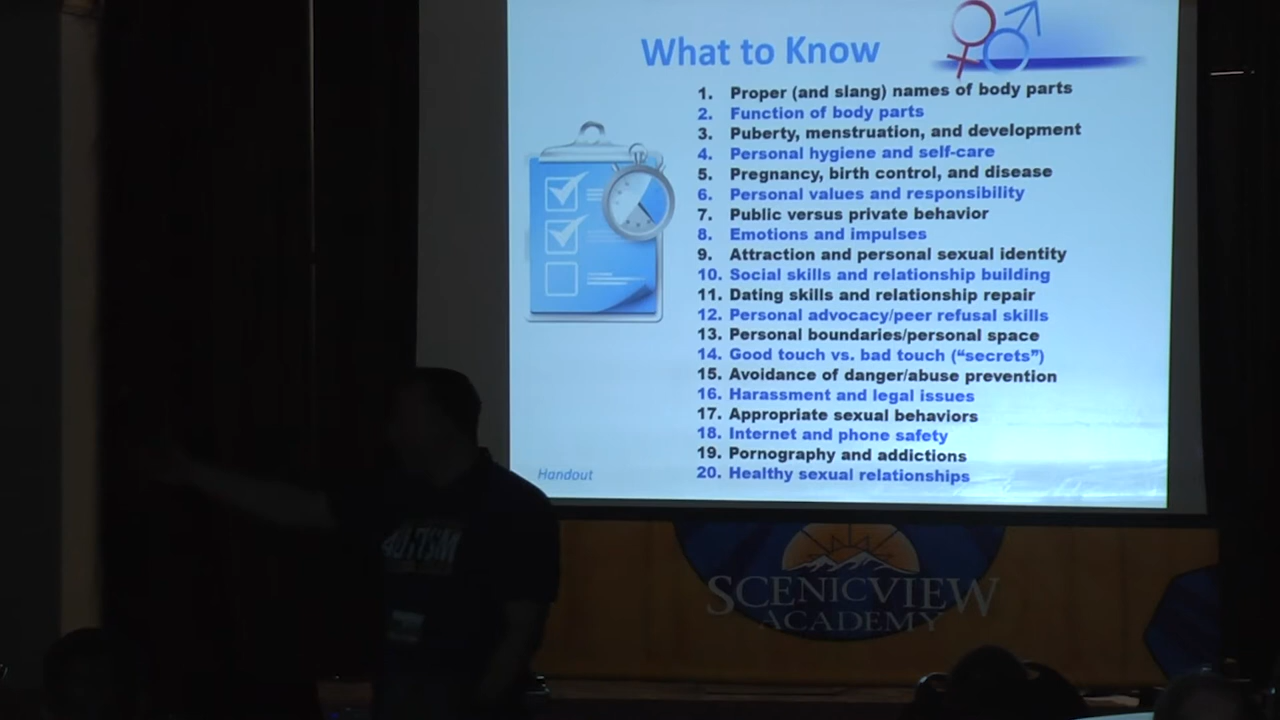 What to Know
1. Proper (and slang) names of body parts
2. Function of body parts
3. Puberty, menstruation, and development
4. Personal hygiene and self-care
5. Pregnancy, birth control, and disease
6. Personal values and responsibility
7. Public versus private behavior
8. Emotions and impulses
9. Attraction and personal sexual identity
10. Social skills and relationship building
11. Dating skills and relationship repair
12. Personal advocacy/peer refusal skills
13. Personal boundaries/personal space
14. Good touch vs. bad touch (“secrets”)
15. Avoidance of danger/abuse prevention
16. Harassment and legal issues
17. Appropriate sexual behaviors
18. Internet and phone safety
19. Pornography and addictions
20. Healthy sexual relationships
Handout
AUTISM
SCENICVIEW
ACADEMY